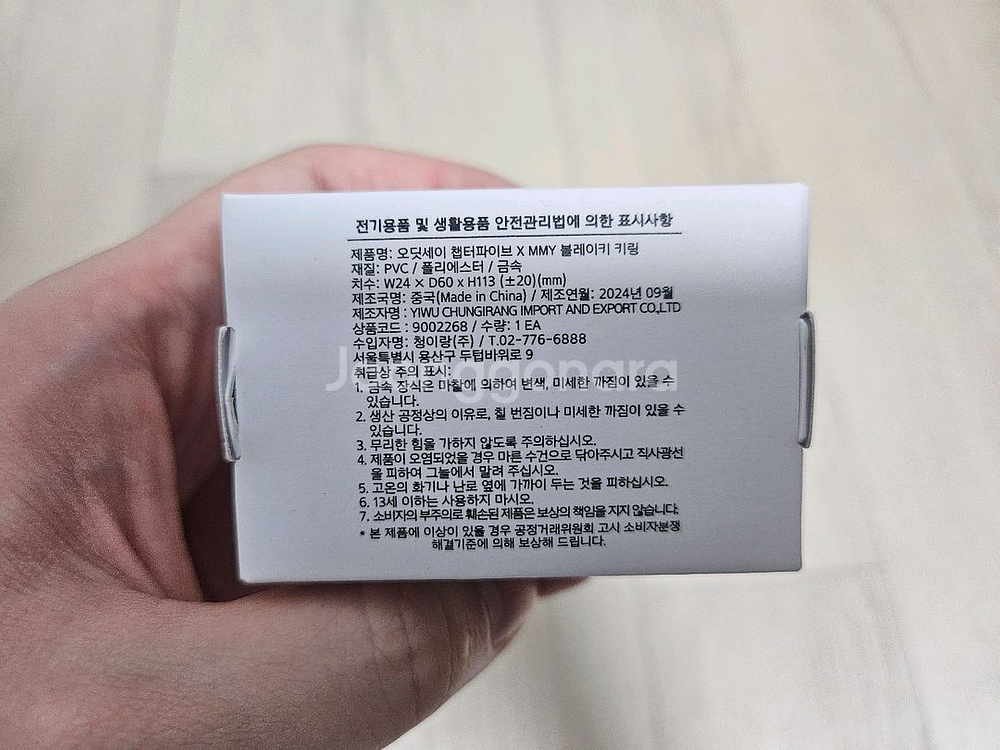 전기용품 및 생활용품 안전관리법에 의한 표시사항
제품명: 오딧세이 챕터파이브 X MMY 블레이키 키링
재질: PVC / 폴리에스터 / 금속
치수: W24 × D60 x H113 (±20)(mm)
제조국명: 중국(Made in China) / 제조연월: 2024년 09월
제조자명 : YIWU CHUNGIRANG IMPORT AND EXPORT CO.,LTD
상품코드 : 9002268 / 수량: 1 EA
수입자명: 청이랑(주) / T.02-776-6888
서울특별시 용산구 두텁바위로 9
취급상 주의 표시:
1. 금속 장식은 마찰에 의하여 변색, 미세한 까짐이 있을 수
있습니다.
2. 생산 공정상의 이유로, 칠 번짐이나 미세한 까짐이 있을 수
있습니다.
3. 무리한 힘을 가하지 않도록 주의하십시오.
4. 제품이 오염되었을 경우 마른 수건으로 닦아주시고 직사광선
을 피하여 그늘에서 말려 주십시오.
5. 고온의 화기나 난로 옆에 가까이 두는 것을 피하십시오.
6. 13세 이하는 사용하지 마시오.
7. 소비자의 부주의로 훼손된 제품은 보상의 책임을 지지 않습니다.
* 본 제품에 이상이 있을 경우 공정거래위원회 고시 소비자분쟁
해결기준에 의해 보상해 드립니다.
Joonggonara